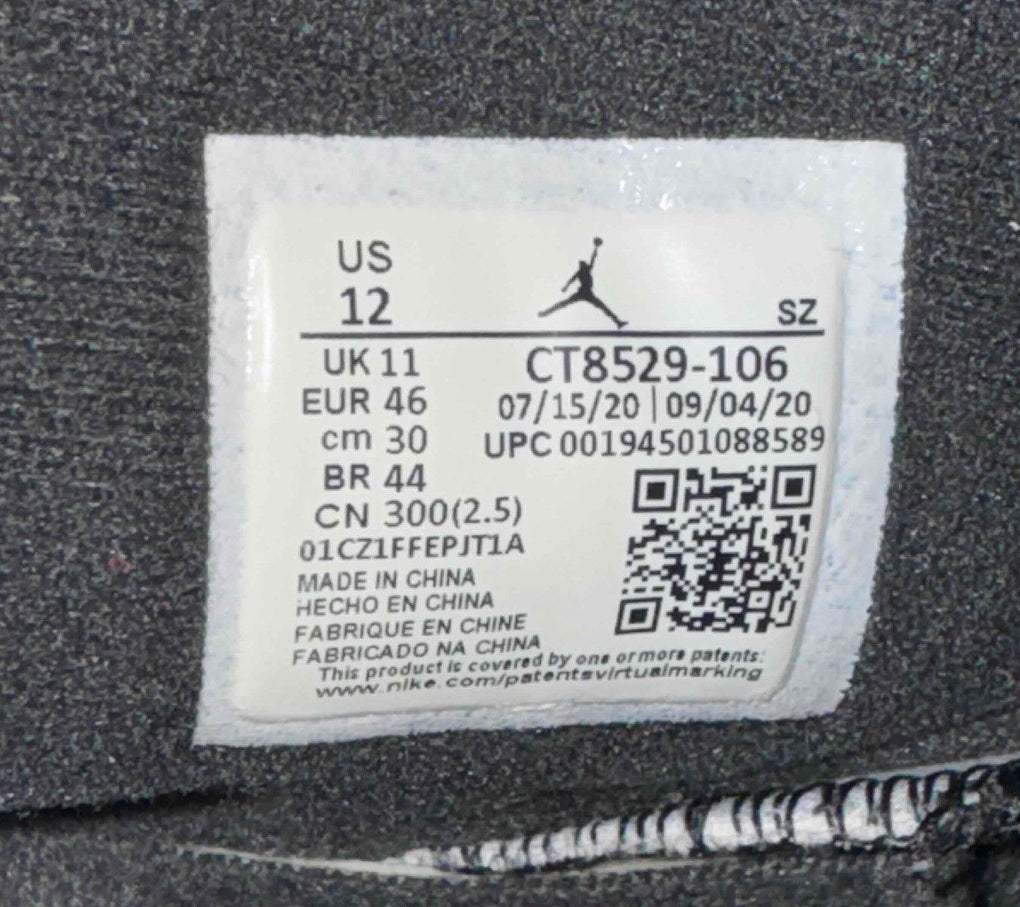 US
12
SZ
UK 11
EUR 46
cm 30
BR 44
CN 300(2.5)
CT8529-106
07/15/20 | 09/04/20
UPC 00194501088589
01CZ1FFEPJT1A
MADE IN CHINA
HECHO EN CHINA
FABRIQUE EN CHINE
FABRICADO NA CHINA
This product is covered by one or more patents:
www.nike.com/patentsvirtualmarking